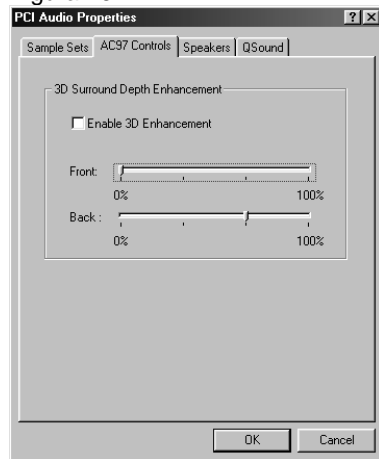 PCI Audio Properties
Sample Sets AC97 Controls Speakers QSound
3D Surround Depth Enhancement
Enable 3D Enhancement
Front:
0% 100%
Back :
0% 100%
OK Cancel